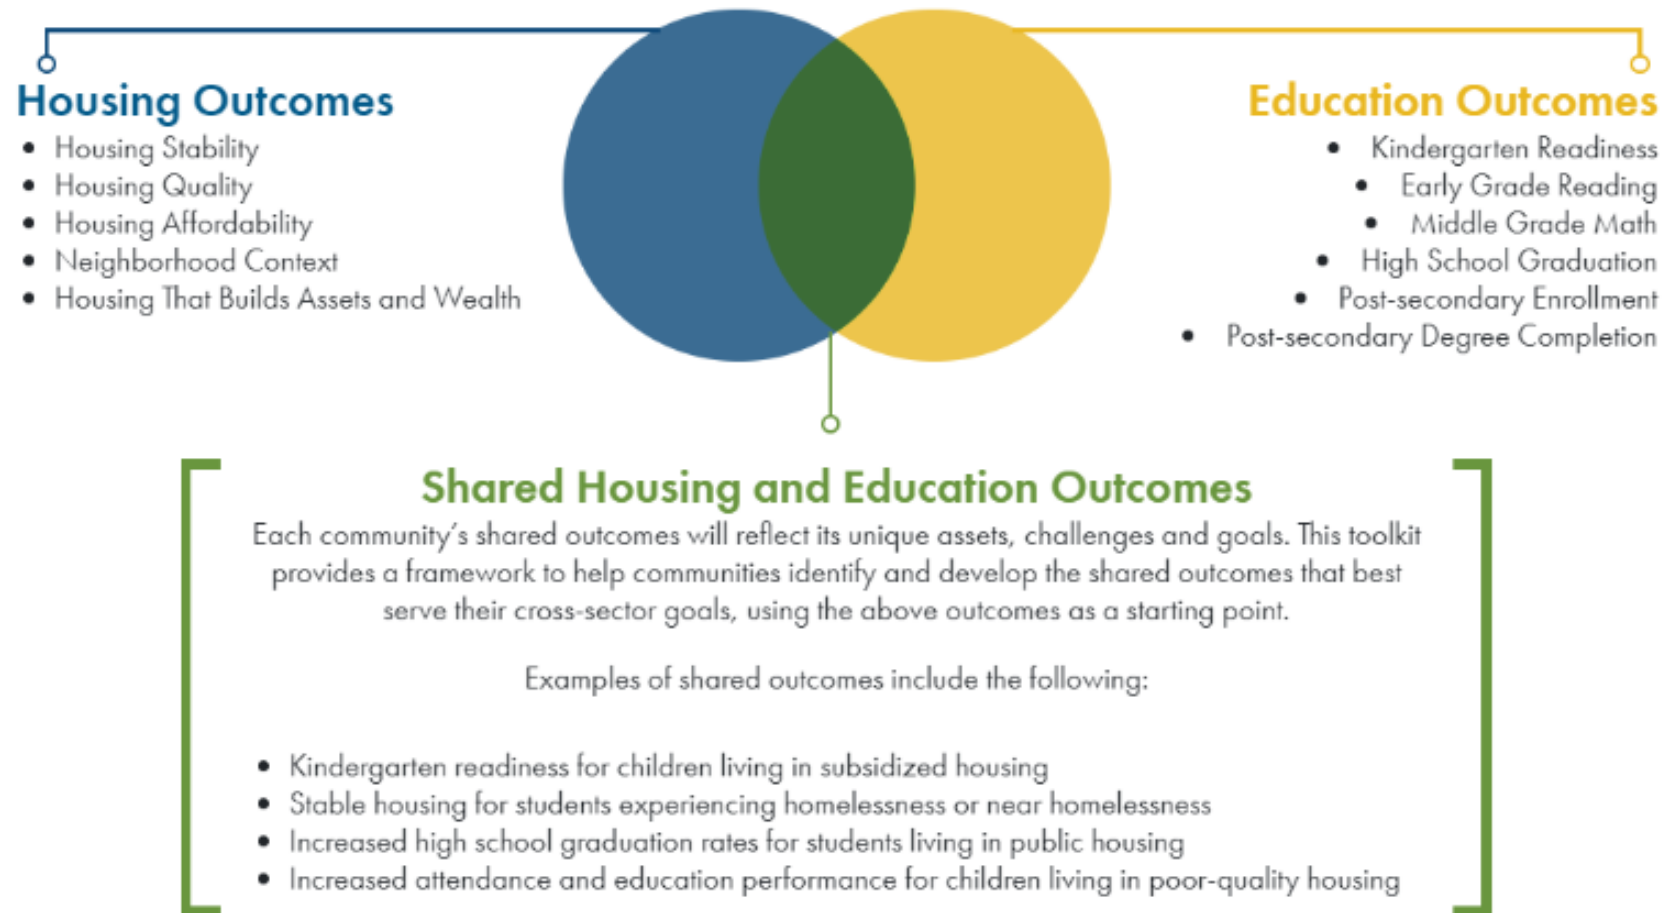 Housing Outcomes
• Housing Stability
• Housing Quality
• Housing Affordability
• Neighborhood Context
• Housing That Builds Assets and Wealth
Education Outcomes
• Kindergarten Readiness
• Early Grade Reading
• Middle Grade Math
• High School Graduation
• Post-secondary Enrollment
• Post-secondary Degree Completion
Shared Housing and Education Outcomes
Each community's shared outcomes will reflect its unique assets, challenges and goals. This toolkit
provides a framework to help communities identify and develop the shared outcomes that best
serve their cross-sector goals, using the above outcomes as a starting point.
Examples of shared outcomes include the following:
• Kindergarten readiness for children living in subsidized housing
• Stable housing for students experiencing homelessness or near homelessness
• Increased high school graduation rates for students living in public housing
• Increased attendance and education performance for children living in poor-quality housing